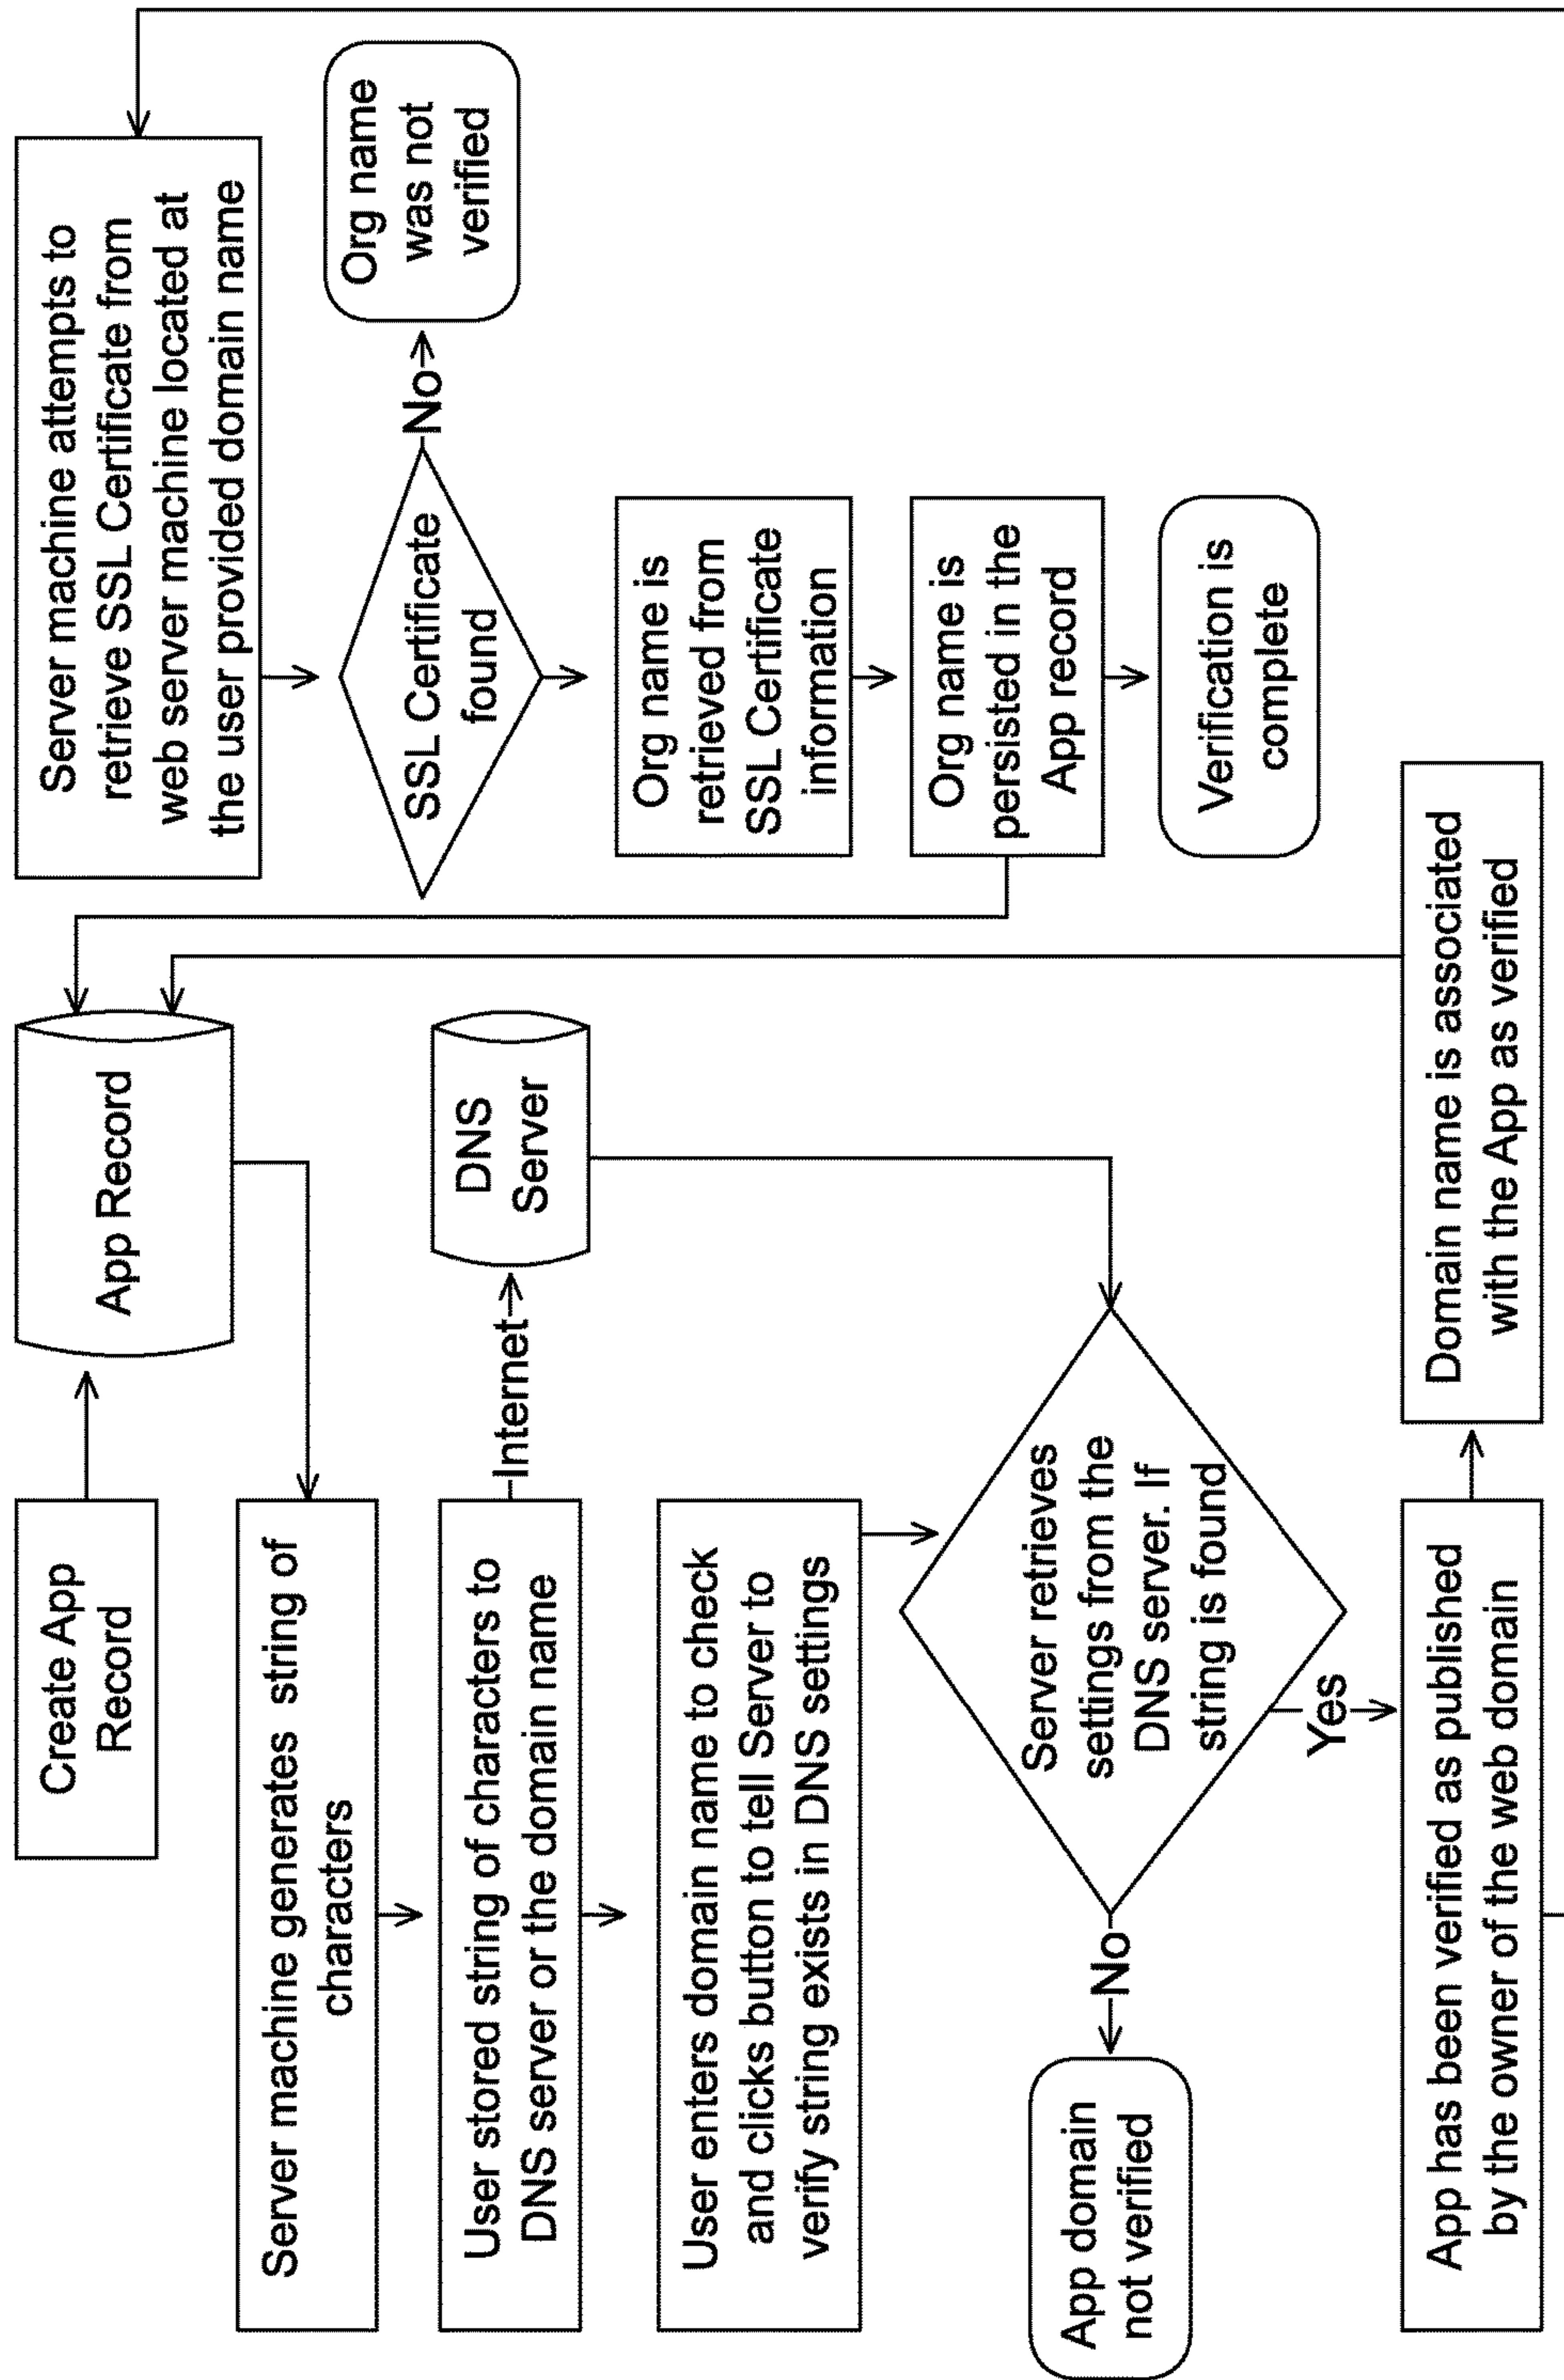 Create App
Record
App Record
Server machine generates string of
characters
User stored string of characters to
DNS server or the domain name
Internet
DNS
Server
User enters domain name to check
and clicks button to tell Server to
verify string exists in DNS settings
Server retrieves
settings from the
DNS server. If
string is found
No
App domain
not verified
Yes
App has been verified as published
by the owner of the web domain
Domain name is associated
with the App as verified
Server machine attempts to
retrieve SSL Certificate from
web server machine located at
the user provided domain name
SSL Certificate
found
No
Org name
was not
verified
Org name is
retrieved from
SSL Certificate
information
Org name is
persisted in the
App record
Verification is
complete